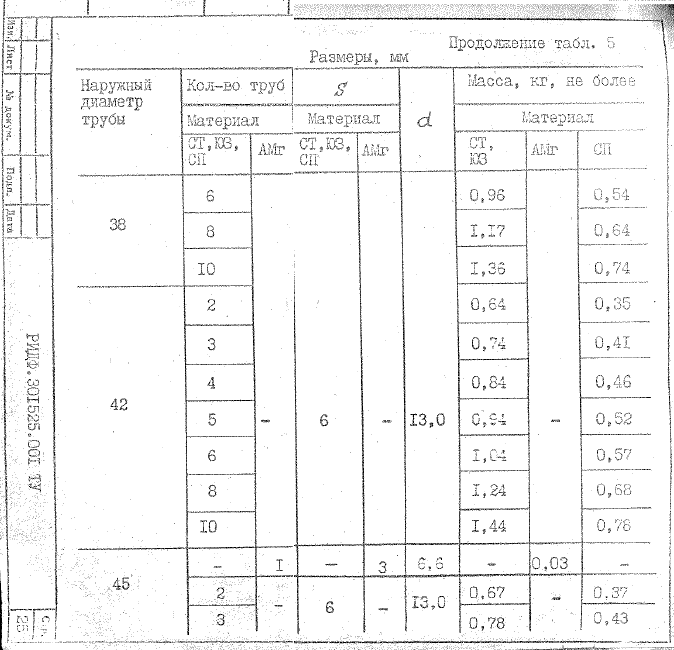 Продолжение табл. 5
Размеры, мм
Наружный диаметр трубы | Кол-во труб | S | d | Масса, кг, не более
Материал | Материал | Материал
СТ, ЮЗ, СП | АМг | СТ, ЮЗ, СП | АМг | СТ, ЮЗ | АМг | СП
38 | 6 | 0,96 | 0,54
8 | I,I7 | 0,64
I0 | I,36 | 0,74
42 | 2 | 0,64 | 0,35
3 | 0,74 | 0,4I
4 | 0,84 | 0,46
5 | - | 6 | - | I3,0 | 0,94 | - | 0,52
6 | I,04 | 0,57
8 | I,24 | 0,68
I0 | I,44 | 0,78
45 | - | I | - | 3 | 6,6 | - | 0,03 | -
2 | - | 6 | - | I3,0 | 0,67 | - | 0,37
3 | 0,78 | 0,43
Изм. Лист № докум. Подп. Дата
РИДФ.30I525.00I ТУ
Стр.
25